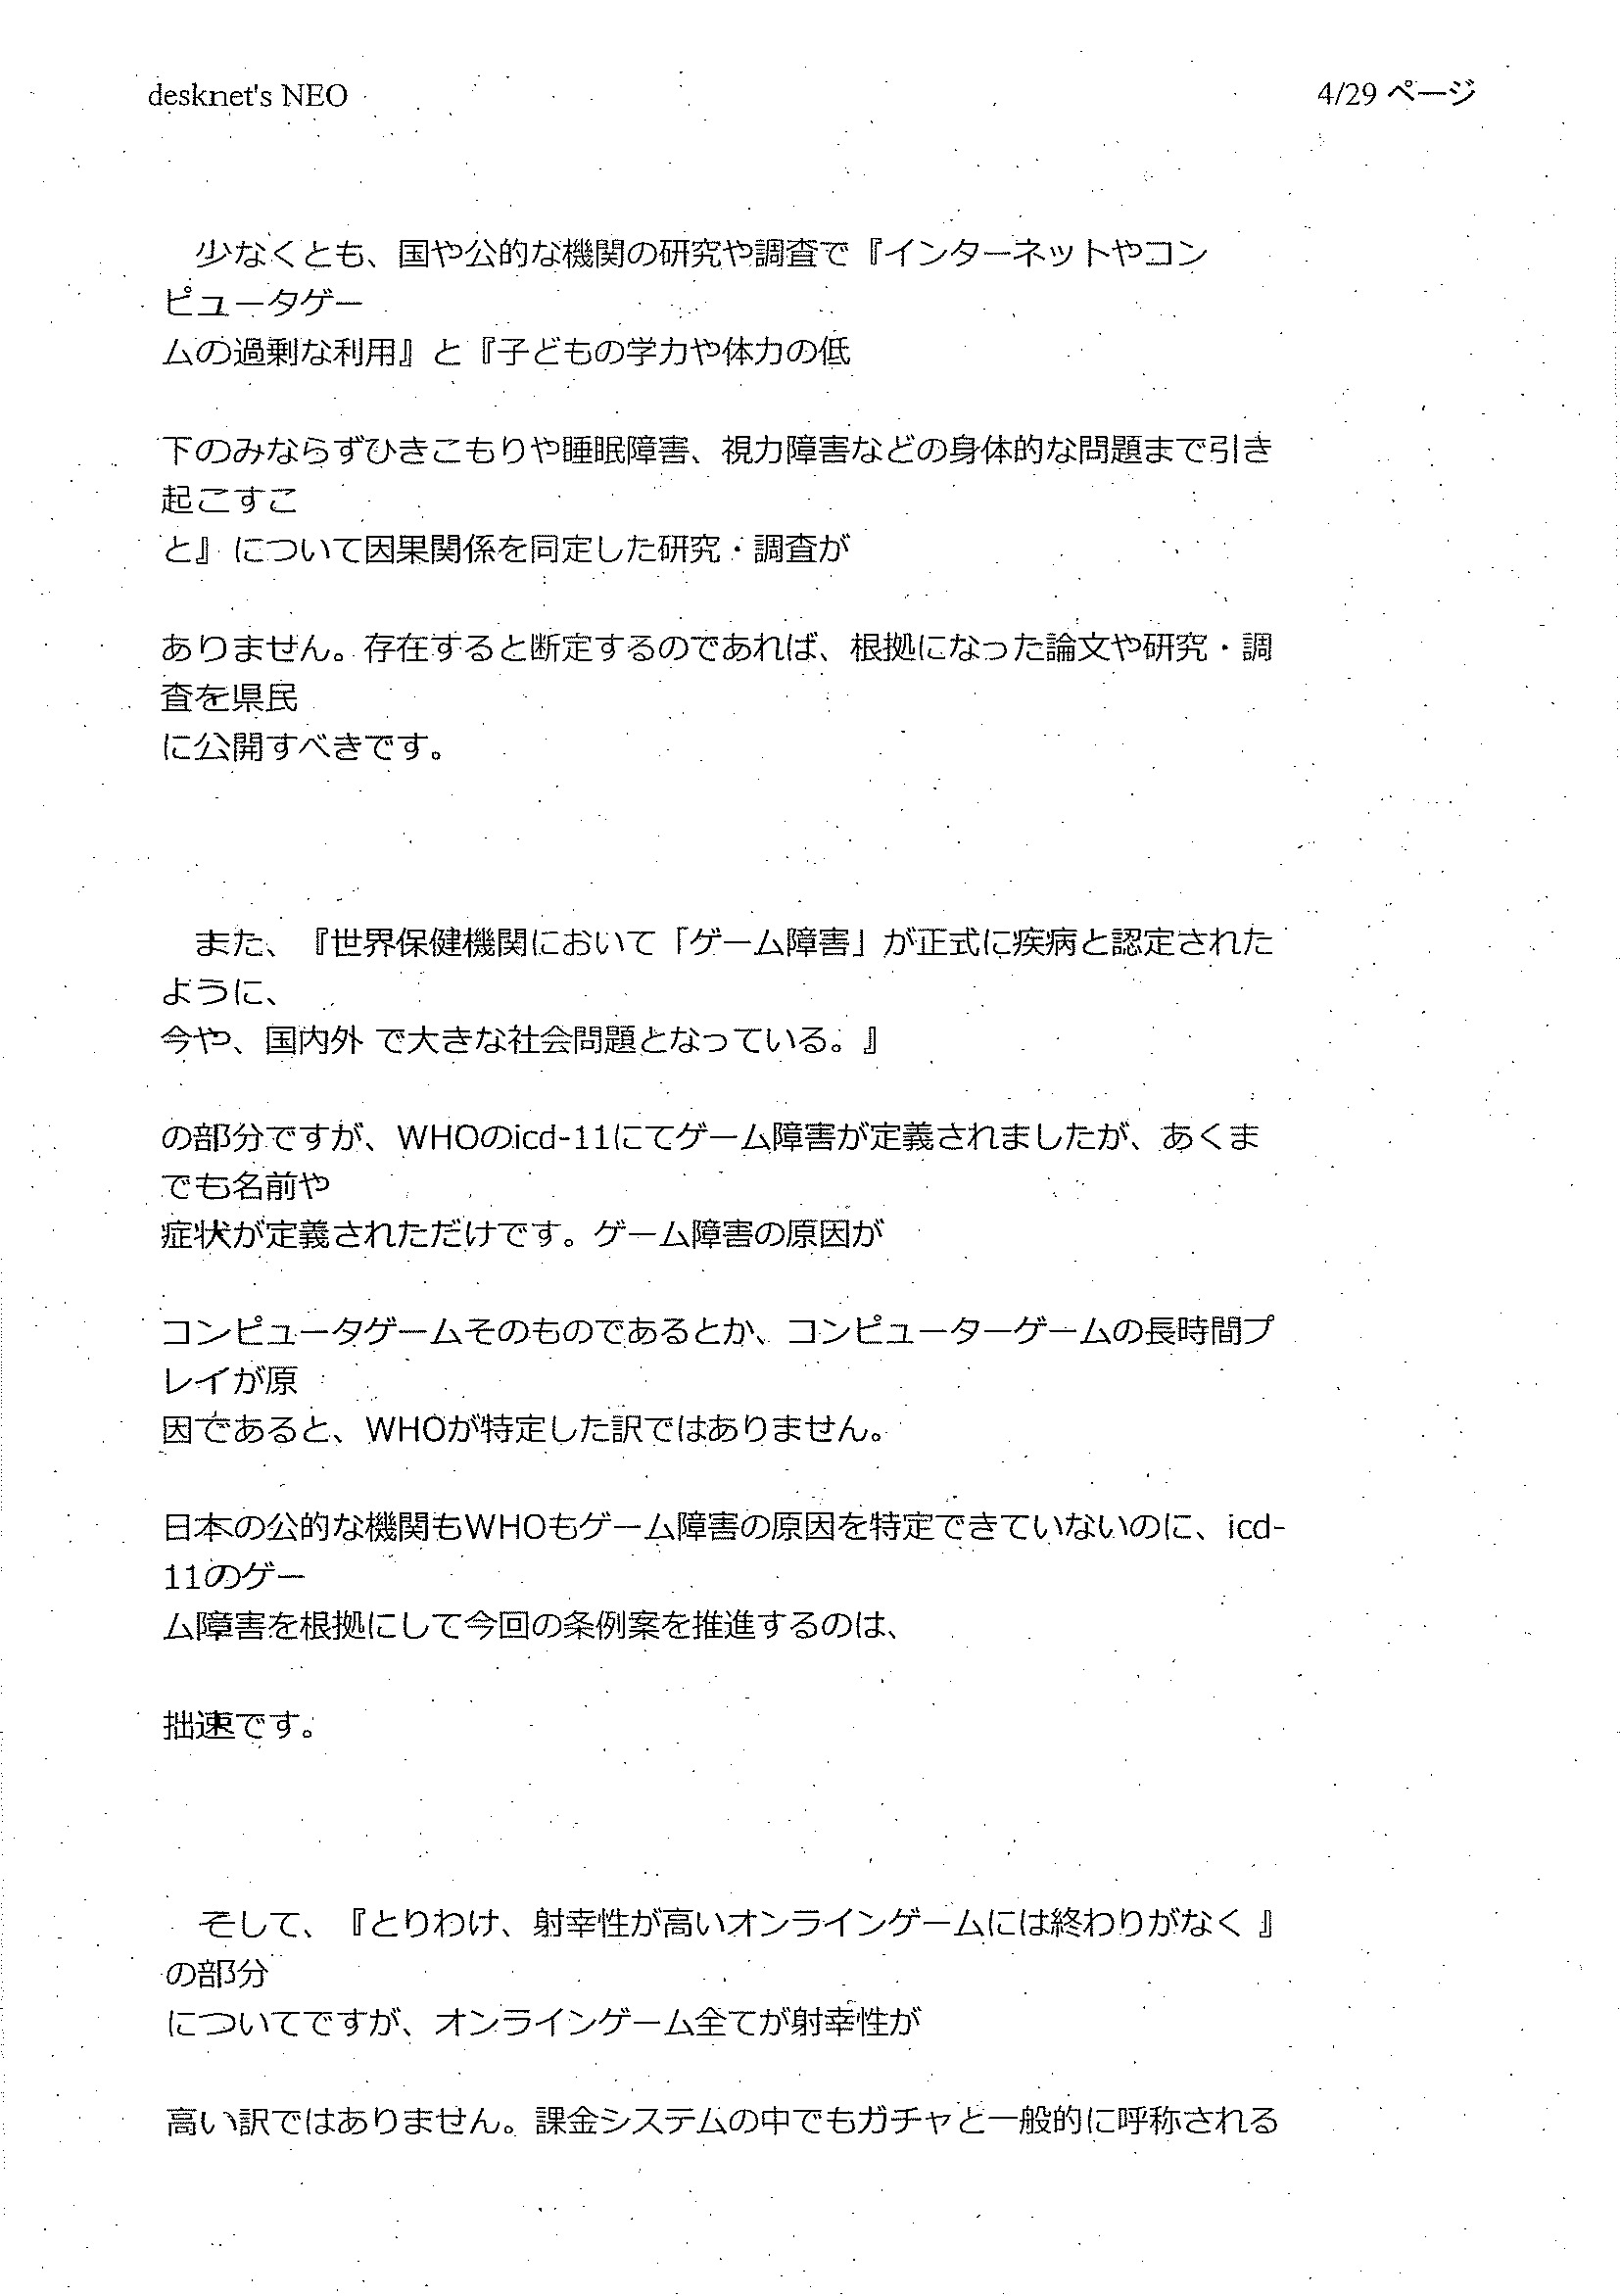 desknet's NEO
4/29 ページ
少なくとも、国や公的な機関の研究や調査で『インターネットやコン
ピュータゲー
ムの過剰な利用』と『子どもの学力や体力の低
下のみならずひきこもりや睡眠障害、視力障害などの身体的な問題まで引き
起こすこ
と』について因果関係を同定した研究・調査が
ありません。存在すると断定するのであれば、根拠になった論文や研究・調
査を県民
に公開すべきです。
また、『世界保健機関において「ゲーム障害」が正式に疾病と認定された
ように、
今や、国内外 で大きな社会問題となっている。』
の部分ですが、WHOのicd-11にてゲーム障害が定義されましたが、あくま
でも名前や
症状が定義されただけです。ゲーム障害の原因が
コンピュータゲームそのものであるとか、コンピューターゲームの長時間プ
レイが原
因であると、WHOが特定した訳ではありません。
日本の公的な機関もWHOもゲーム障害の原因を特定できていないのに、icd-
11のゲー
ム障害を根拠にして今回の条例案を推進するのは、
拙速です。
そして、『とりわけ、射幸性が高いオンラインゲームには終わりがなく 』
の部分
についてですが、オンラインゲーム全てが射幸性が
高い訳ではありません。課金システムの中でもガチャと一般的に呼称される